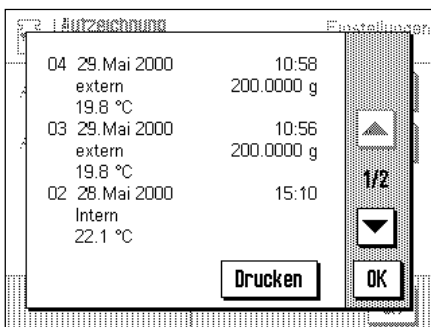 Aufzeichnung Einstellungen
04 29. Mai 2000 10:58
extern 200.0000 g
19.8 °C
03 29. Mai 2000 10:56
extern 200.0000 g
19.8 °C
02 28. Mai 2000 15:10
Intern
22.1 °C
1/2
Drucken OK